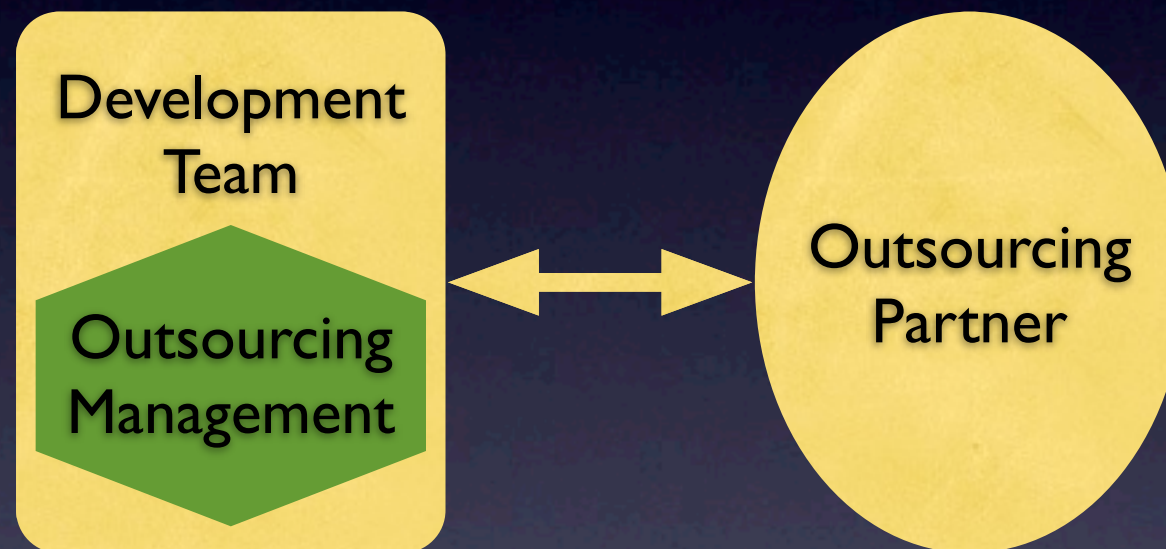 Development
Team
Outsourcing
Management
Outsourcing
Partner